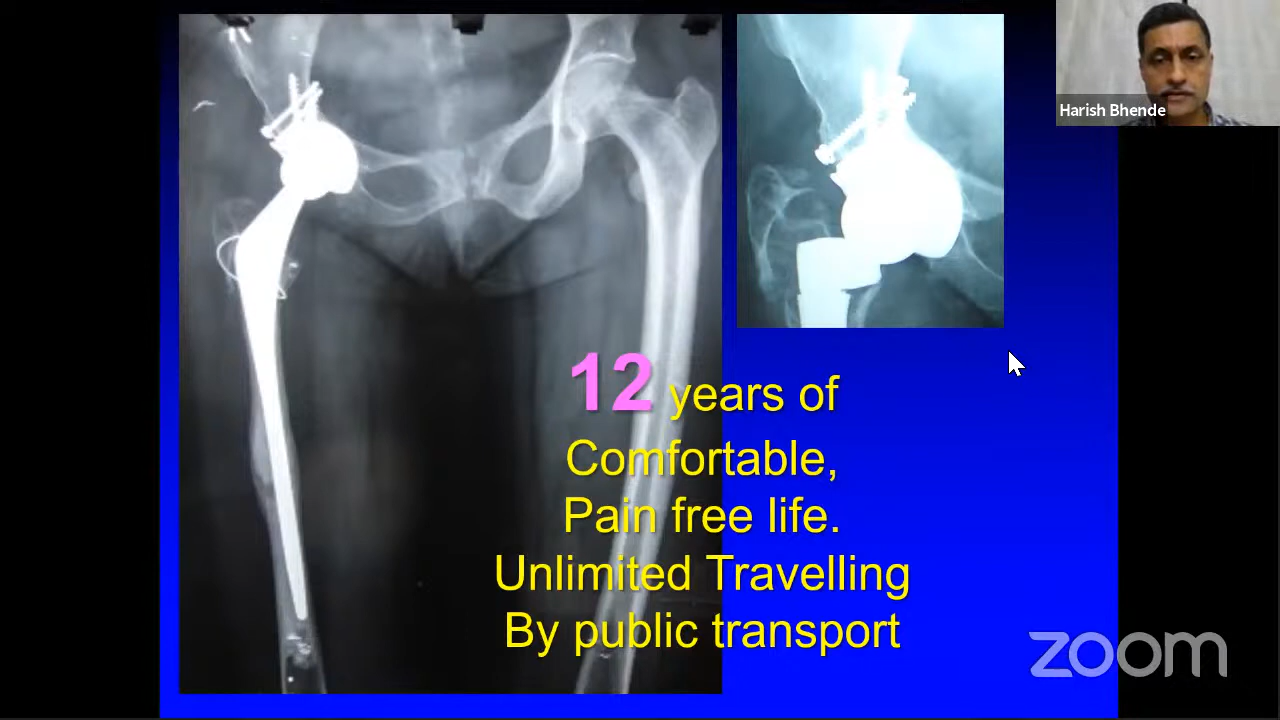 Harish Bhende
12 years of
Comfortable,
Pain free life.
Unlimited Travelling
By public transport
zoom